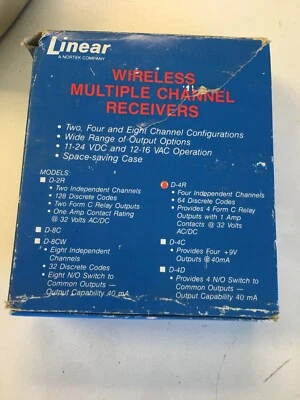 Linear
A NORTEK COMPANY
WIRELESS
MULTIPLE CHANNEL
RECEIVERS
• Two, Four and Eight Channel Configurations
• Wide Range of Output Options
• 11-24 VDC and 12-16 VAC Operation
• Space-saving Case
MODELS:
D-2R
• Two Independent Channels
• 128 Discrete Codes
• Two Form C Relay Outputs
• One Amp Contact Rating
@ 32 Volts AC/DC
D-8C
D-8CW
• Eight Independent
Channels
• 32 Discrete Codes
• Eight N/O Switch to
Common Outputs —
Output Capability 40 mA
D-4R
• Four Independent Channels
• 64 Discrete Codes
• Provides 4 Form C Relay
Outputs with 1 Amp
Contacts @ 32 Volts
AC/DC
D-4C
• Provides Four +9V
Outputs @ 40mA
D-4D
• Provides 4 N/O Switch to
Common Outputs —
Output Capability 40 mA